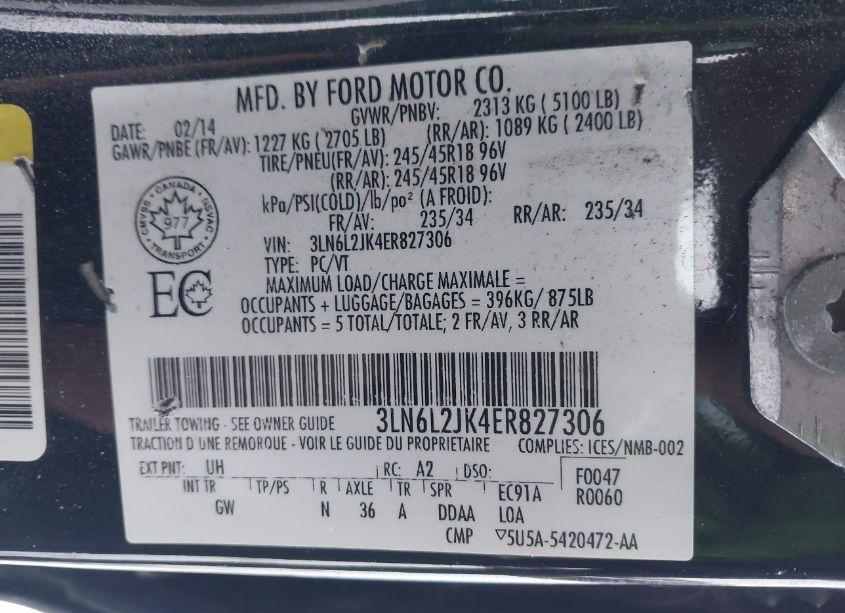 MFD. BY FORD MOTOR CO.
DATE: 02/14 GVWR/PNBV: 2313 KG ( 5100 LB)
GAWR/PNBE (FR/AV): 1227 KG ( 2705 LB) (RR/AR): 1089 KG ( 2400 LB)
TIRE/PNEU(FR/AV): 245/45R18 96V
(RR/AR): 245/45R18 96V
kPa/PSI(COLD)/lb/po² (A FROID):
FR/AV: 235/34 RR/AR: 235/34
VIN: 3LN6L2JK4ER827306
TYPE: PC/VT
MAXIMUM LOAD/CHARGE MAXIMALE =
OCCUPANTS + LUGGAGE/BAGAGES = 396KG/ 875LB
OCCUPANTS = 5 TOTAL/TOTALE; 2 FR/AV, 3 RR/AR
CANADA
CMVSS
NSVAC
977
TRANSPORT
EC
3LN6L2JK4ER827306
TRAILER TOWING - SEE OWNER GUIDE
TRACTION D UNE REMORQUE - VOIR LE GUIDE DU PROPRIETAIRE COMPLIES: ICES/NMB-002
EXT PNT: UH RC: A2 DSO: F0047
INT TR TP/PS R AXLE TR SPR EC91A R0060
GW N 36 A DDAA LOA
CMP 5U5A-5420472-AA